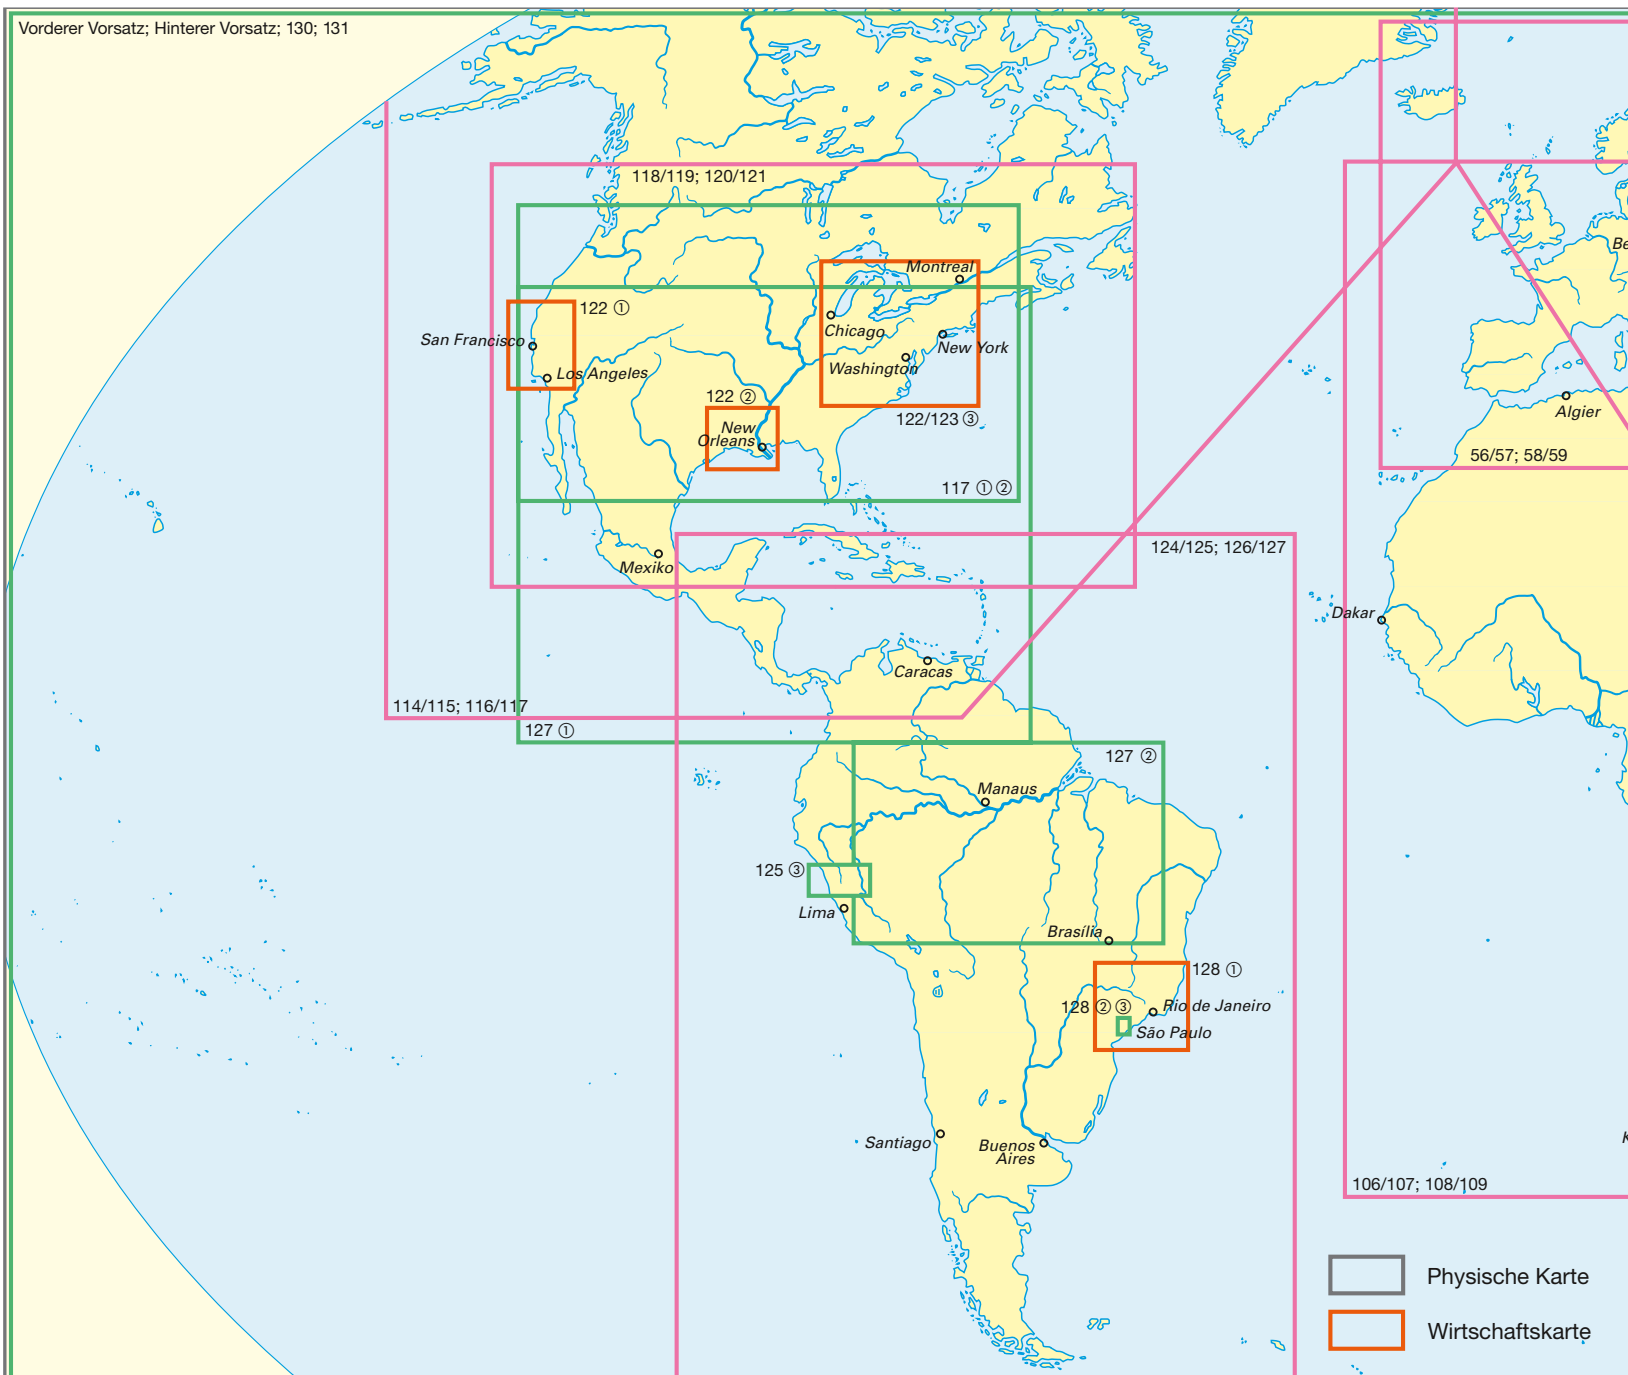 Vorderer Vorsatz; Hinterer Vorsatz; 130; 131
118/119; 120/121
Be
Montreal
122 ①
San Francisco
Chicago
New York
Washington
Los Angeles
122 ②
122/123 ③
Algier
New
Orleans
56/57; 58/59
117 ① ②
124/125; 126/127
Mexiko
Dakar
Caracas
114/115; 116/117
127 ①
127 ②
Manaus
125 ③
Lima
Brasília
128 ①
128 ② ③
Rio de Janeiro
São Paulo
Santiago
Buenos
Aires
K
106/107; 108/109
Physische Karte
Wirtschaftskarte